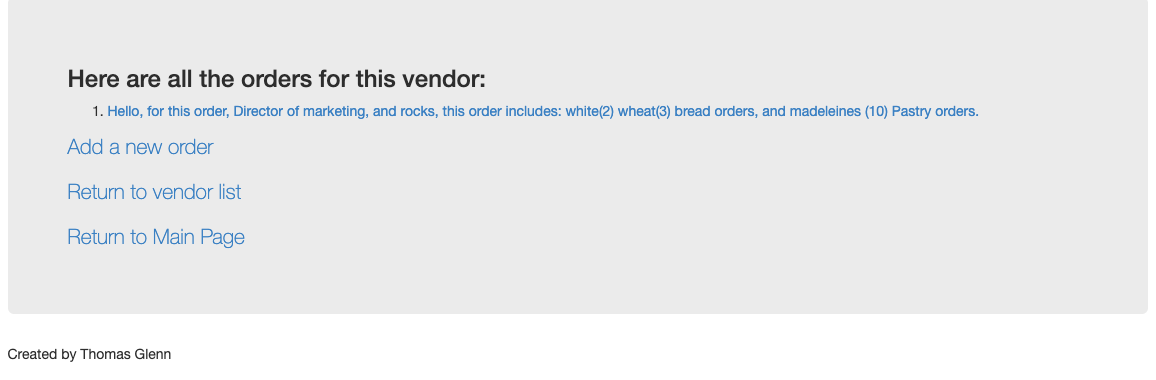 Here are all the orders for this vendor:
1. Hello, for this order, Director of marketing, and rocks, this order includes: white(2) wheat(3) bread orders, and madeleines (10) Pastry orders.
Add a new order
Return to vendor list
Return to Main Page
Created by Thomas Glenn